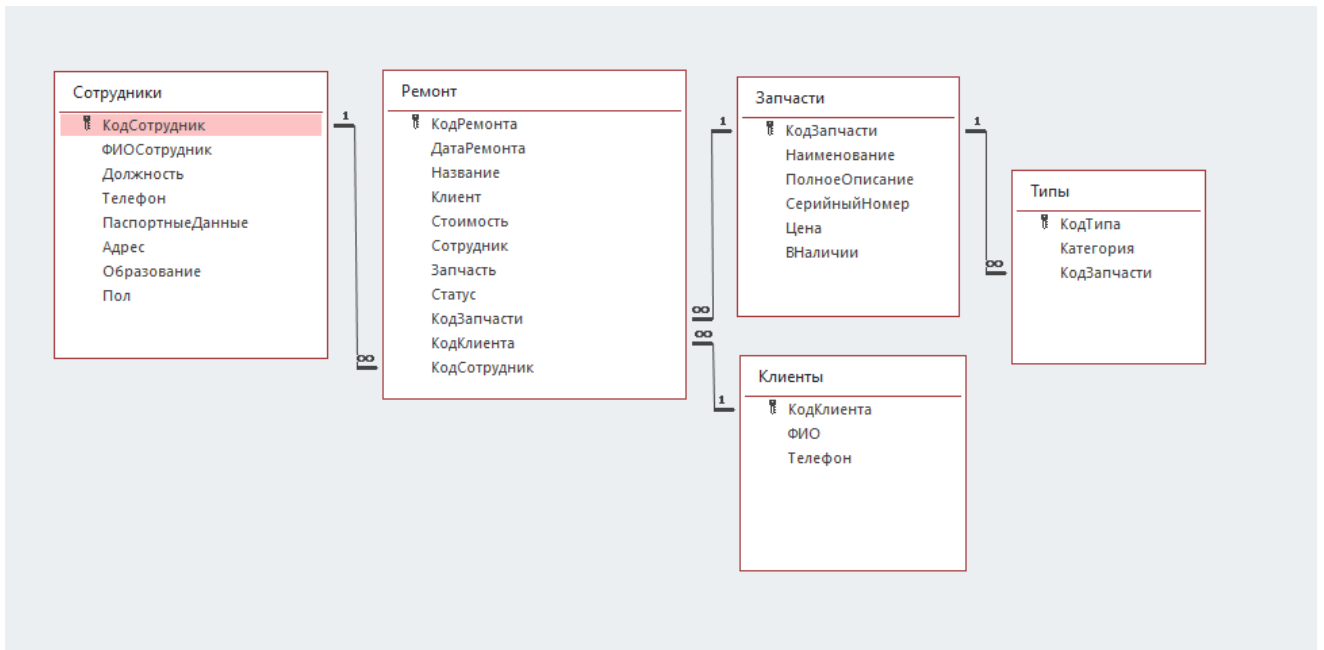 Сотрудники
КодСотрудник
ФИОСотрудник
Должность
Телефон
ПаспортныеДанные
Адрес
Образование
Пол
1
∞
Ремонт
КодРемонта
ДатаРемонта
Название
Клиент
Стоимость
Сотрудник
Запчасть
Статус
КодЗапчасти
КодКлиента
КодСотрудник
∞
1
∞
1
Запчасти
КодЗапчасти
Наименование
ПолноеОписание
СерийныйНомер
Цена
ВНаличии
1
∞
Типы
КодТипа
Категория
КодЗапчасти
Клиенты
КодКлиента
ФИО
Телефон